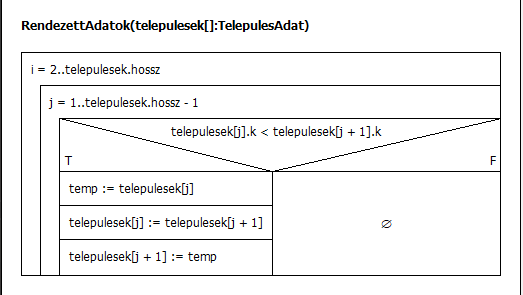 RendezettAdatok(telepulesek[]:TelepulesAdat)
i = 2..telepulesek.hossz
j = 1..telepulesek.hossz - 1
telepulesek[j].k < telepulesek[j + 1].k
T
F
temp := telepulesek[j]
telepulesek[j] := telepulesek[j + 1]
∅
telepulesek[j + 1] := temp